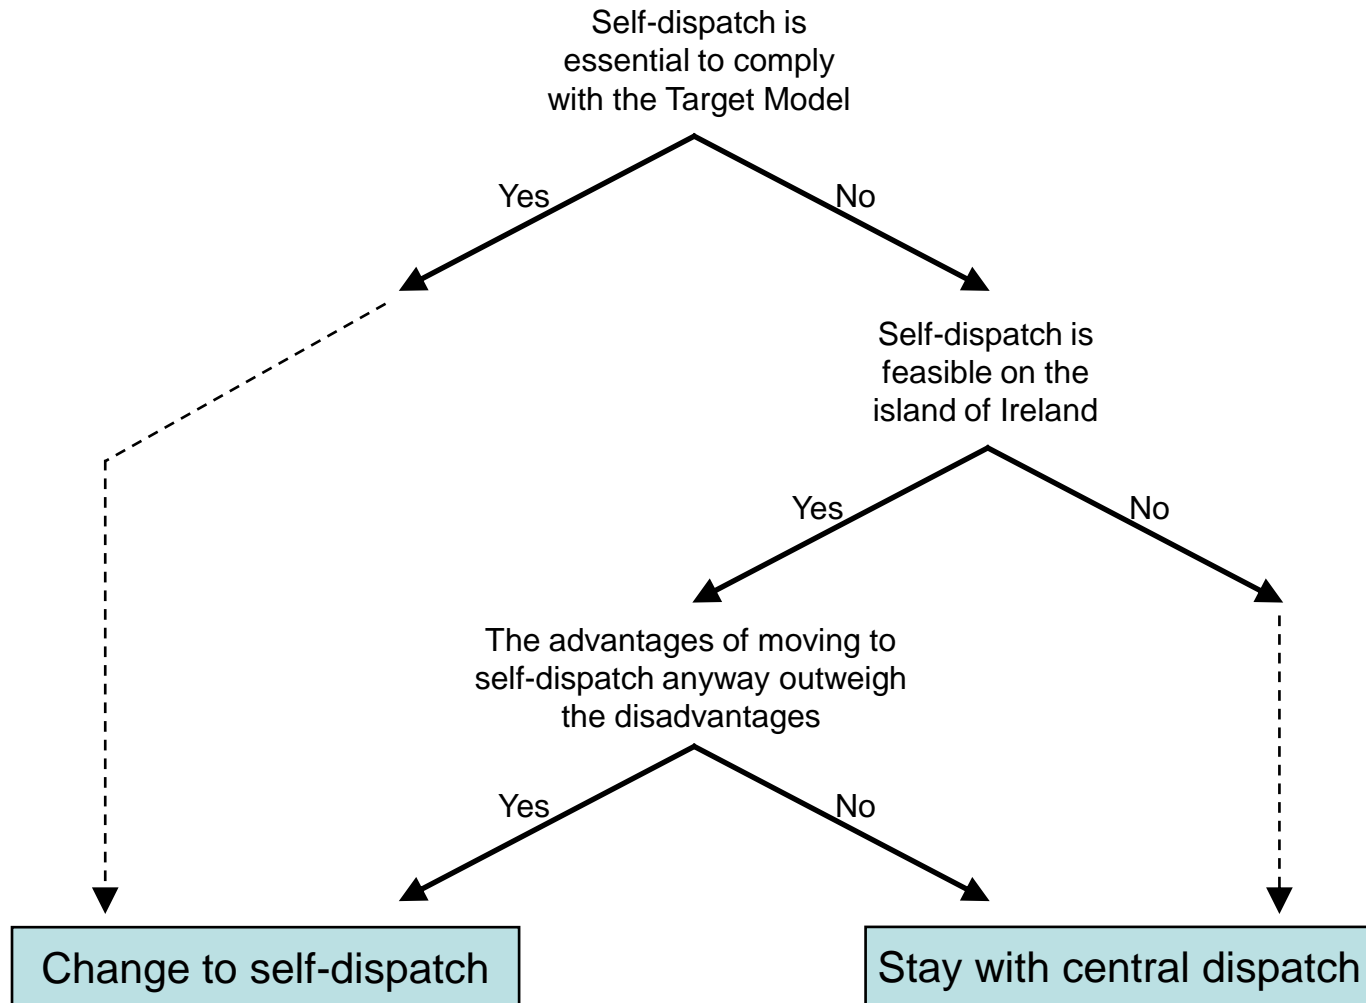 Self-dispatch is
essential to comply
with the Target Model
Yes
No
Self-dispatch is
feasible on the
island of Ireland
Yes
No
The advantages of moving to
self-dispatch anyway outweigh
the disadvantages
Yes
No
Change to self-dispatch
Stay with central dispatch